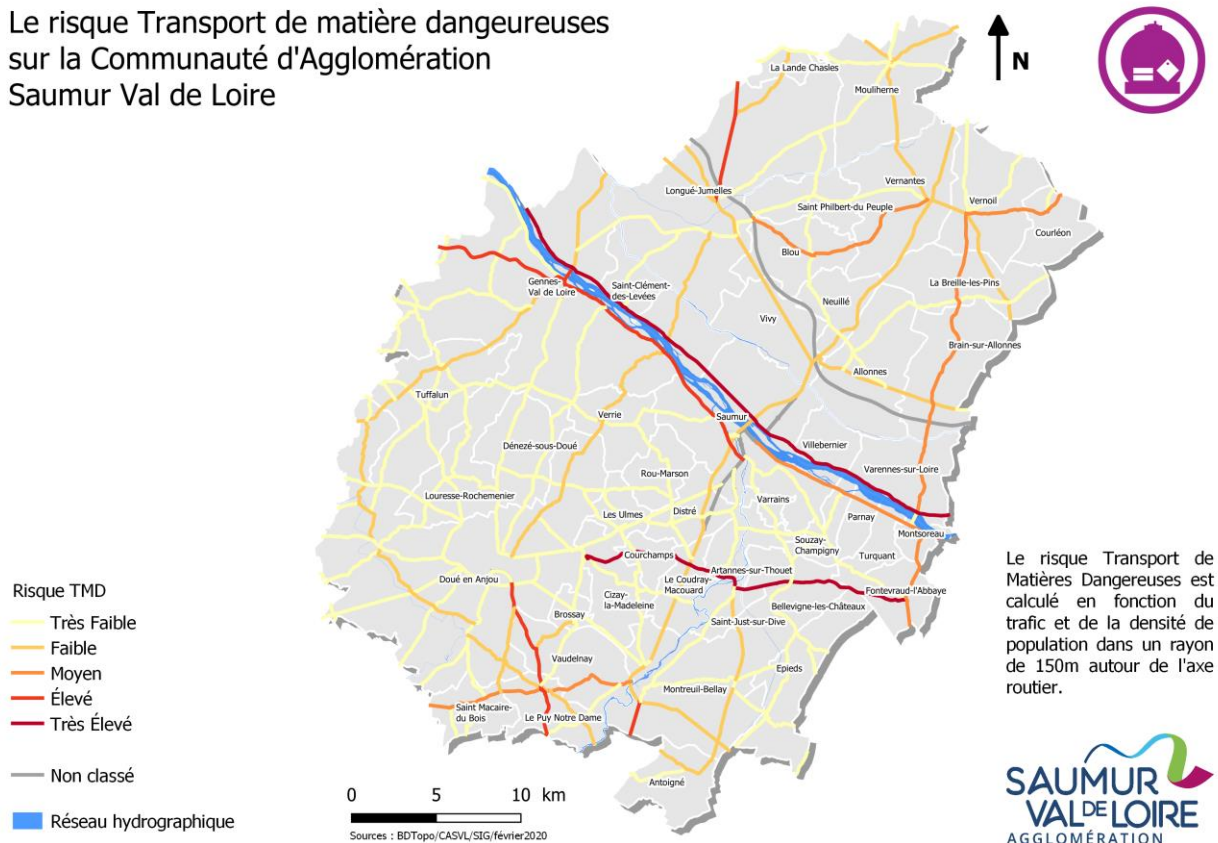 Le risque Transport de matière dangeureuses
sur la Communauté d'Agglomération
Saumur Val de Loire
N
La Lande Chasles
Mouliherne
Longué-Jumelles
Vernantes
Saint Philbert-du Peuple
Vernoil
Courléon
Blou
Gennes-
Val de Loire
Saint-Clément-
des-Levées
La Breille-les-Pins
Neuillé
Vivy
Brain-sur-Allonnes
Allonnes
Tuffalun
Verrie
Saumur
Dénezé-sous-Doué
Villebernier
Rou-Marson
Varennes-sur-Loire
Louresse-Rochemenier
Varrains
Les Ulmes
Distré
Parnay
Montsoreau
Souzay-
Champigny
Turquant
Courchamps
Artannes-sur-Thouet
Doué en Anjou
Le Coudray-
Macouard
Fontevraud-l'Abbaye
Cizay-
la-Madeleine
Bellevigne-les-Châteaux
Brossay
Saint-Just-sur-Dive
Vaudelnay
Epieds
Montreuil-Bellay
Saint Macaire-
du Bois
Le Puy Notre Dame
Antoigné
Risque TMD
Très Faible
Faible
Moyen
Élevé
Très Élevé
Non classé
Réseau hydrographique
0 5 10 km
Sources : BDTopo/CASVL/SIG/février2020
Le risque Transport de
Matières Dangereuses est
calculé en fonction du
trafic et de la densité de
population dans un rayon
de 150m autour de l'axe
routier.
SAUMUR
VAL DE LOIRE
AGGLOMÉRATION